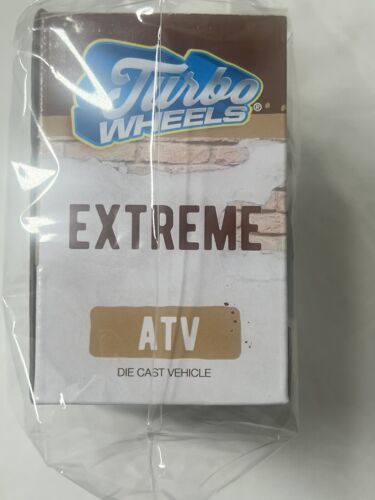 Turbo
WHEELS®
EXTREME
ATV
DIE CAST VEHICLE